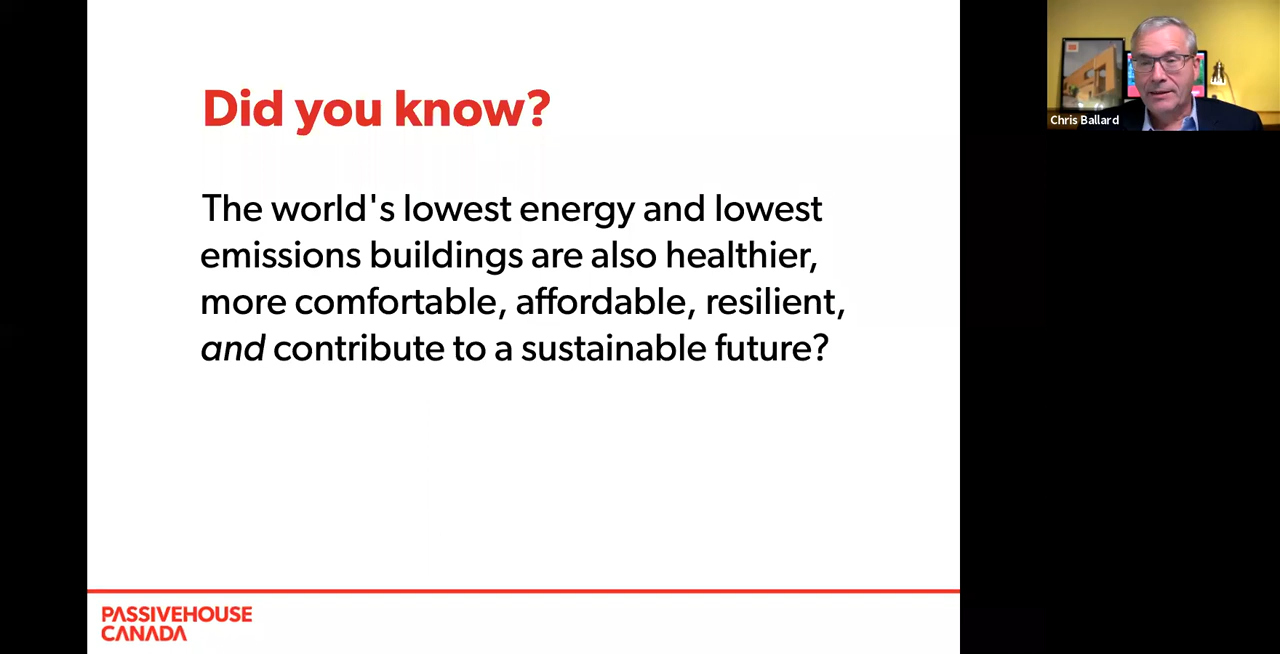 Did you know?
The world's lowest energy and lowest
emissions buildings are also healthier,
more comfortable, affordable, resilient,
and contribute to a sustainable future?
PASSIVEHOUSE
CANADA
Chris Ballard